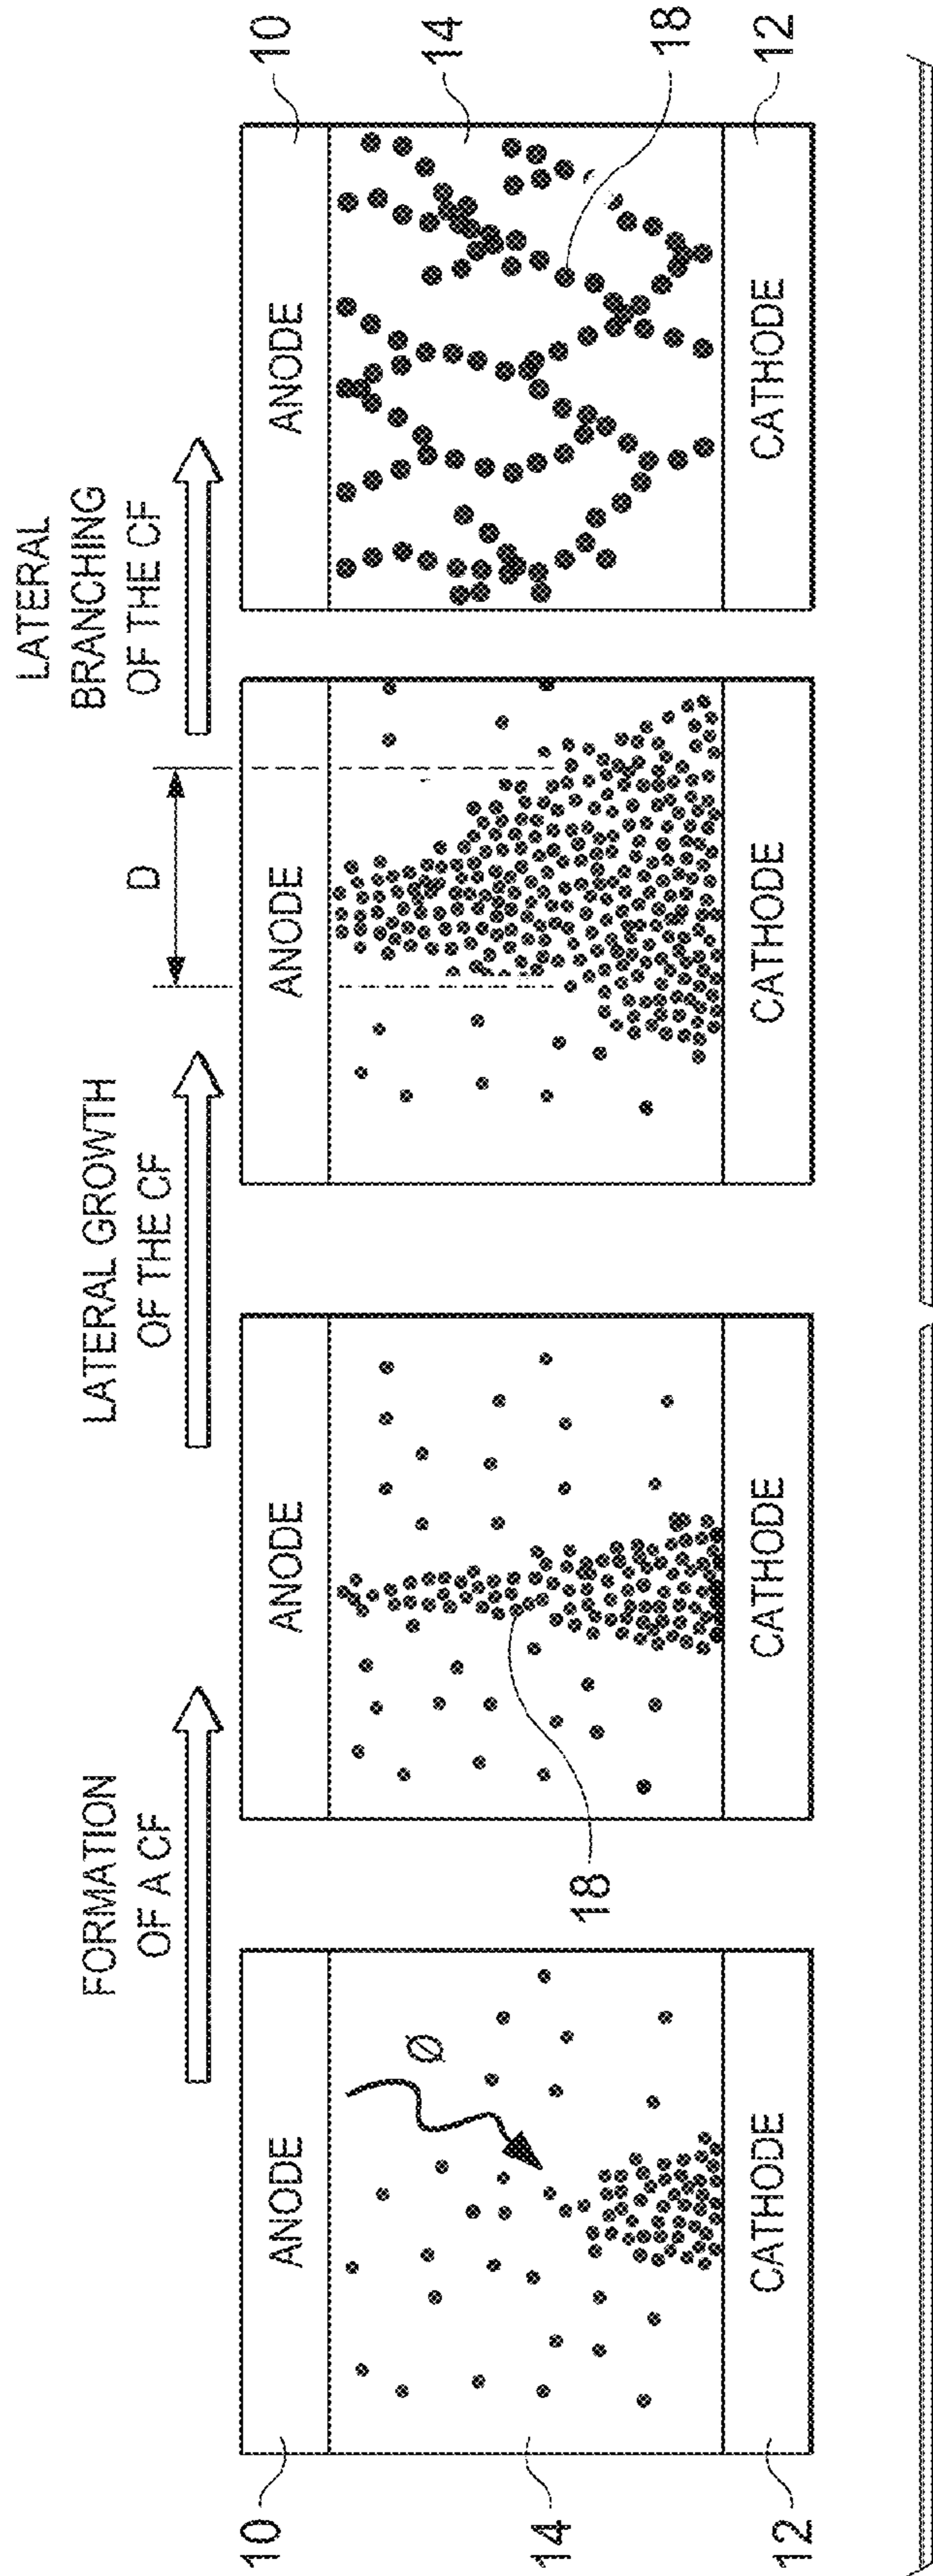 FORMATION
OF A CF
LATERAL GROWTH
OF THE CF
LATERAL
BRANCHING
OF THE CF
D
10
ANODE
ANODE
ANODE
ANODE
10
Ø
14
14
18
18
12
CATHODE
CATHODE
CATHODE
CATHODE
12